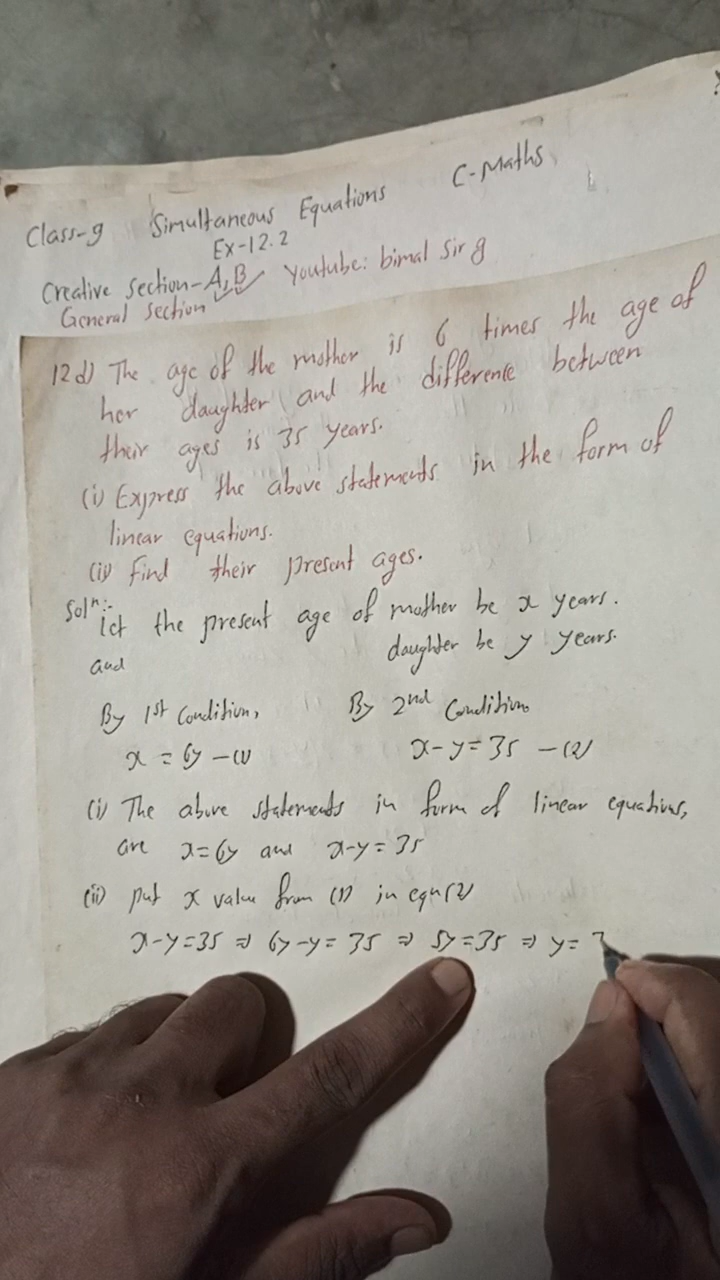 C-Maths
Class-9 Simultaneous Equations
Ex-12.2
Creative Section-A,B Youtube: bimal Sir g
General Section
12d) The age of the mother is 6 times the age of
her daughter and the difference between
their ages is 35 years.
(i) Express the above statements in the form of
linear equations.
(ii) Find their present ages.
Solⁿ:-
let the present age of mother be x years.
and daughter be y years.
By 1st Condition, By 2nd Condition,
x = 6y —(1) x-y=35 —(2)
(i) The above statements in form of linear equations,
are x=6y and x-y=35
(ii) put x value from (1) in eqn(2)
x-y=35 ⇒ 6y-y=35 ⇒ 5y=35 ⇒ y=